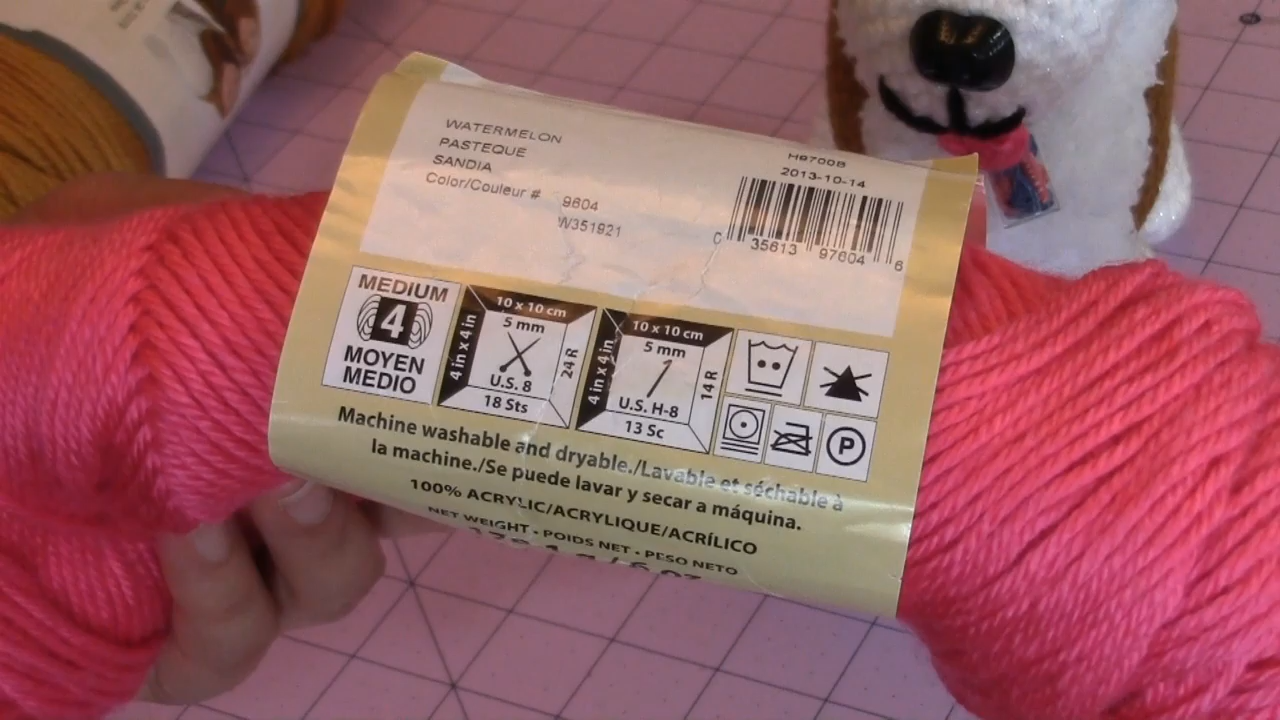 WATERMELON
PASTEQUE
SANDIA
Color/Couleur # 9604
W351921
H9700B
2013-10-14
0 35613 97604 6
MEDIUM
4
MOYEN
MEDIO
10 x 10 cm
4 in x 4 in
5 mm
24 R
U.S. 8
18 Sts
10 x 10 cm
4 in x 4 in
5 mm
14 R
U.S. H-8
13 Sc
P
Machine washable and dryable./Lavable et séchable à
la machine./Se puede lavar y secar a máquina.
100% ACRYLIC/ACRYLIQUE/ACRÍLICO
NET WEIGHT • POIDS NET • PESO NETO